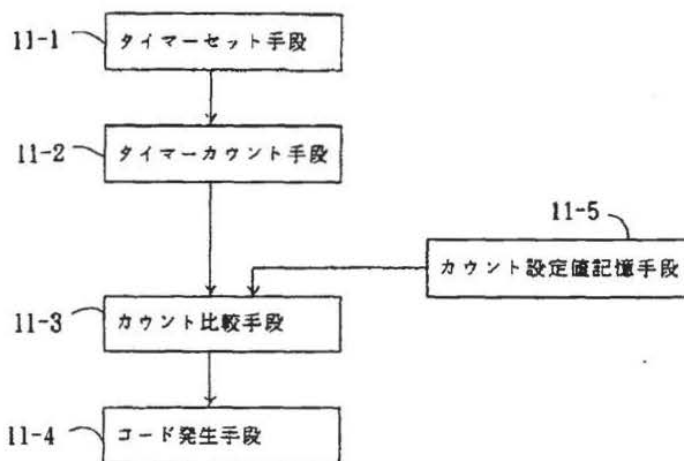 11-1
タイマーセット手段
11-2
タイマーカウント手段
11-5
カウント設定値記憶手段
11-3
カウント比較手段
11-4
コード発生手段